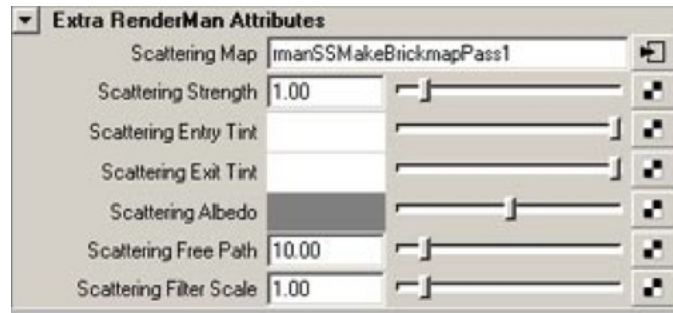 Extra RenderMan Attributes
Scattering Map rmanSSMakeBrickmapPass1
Scattering Strength 1.00
Scattering Entry Tint
Scattering Exit Tint
Scattering Albedo
Scattering Free Path 10.00
Scattering Filter Scale 1.00